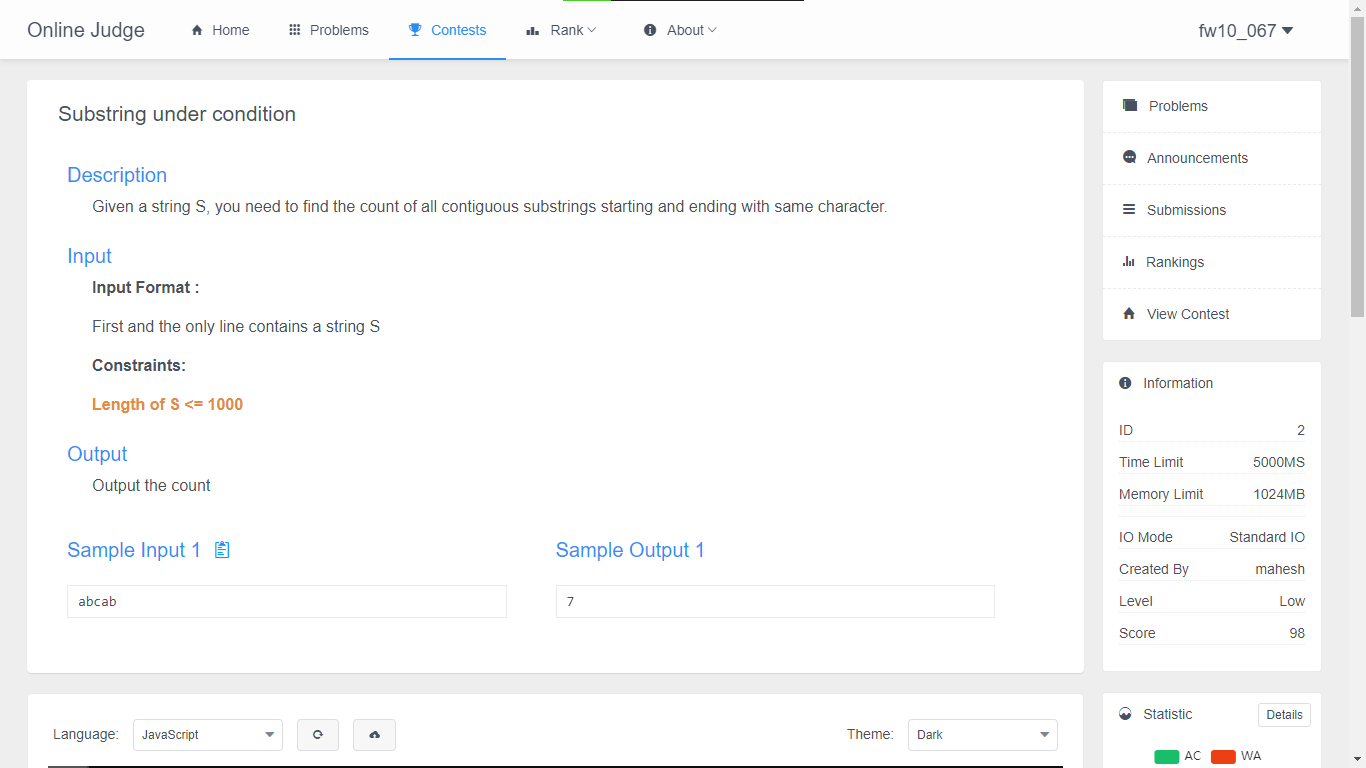 Online Judge
Home
Problems
Contests
Rank
About
fw10_067
Substring under condition
Description
Given a string S, you need to find the count of all contiguous substrings starting and ending with same character.
Input
Input Format :
First and the only line contains a string S
Constraints:
Length of S <= 1000
Output
Output the count
Sample Input 1
Sample Output 1
abcab
7
Language:
JavaScript
Theme:
Dark
Problems
Announcements
Submissions
Rankings
View Contest
Information
ID 2
Time Limit 5000MS
Memory Limit 1024MB
IO Mode Standard IO
Created By mahesh
Level Low
Score 98
Statistic
Details
AC WA